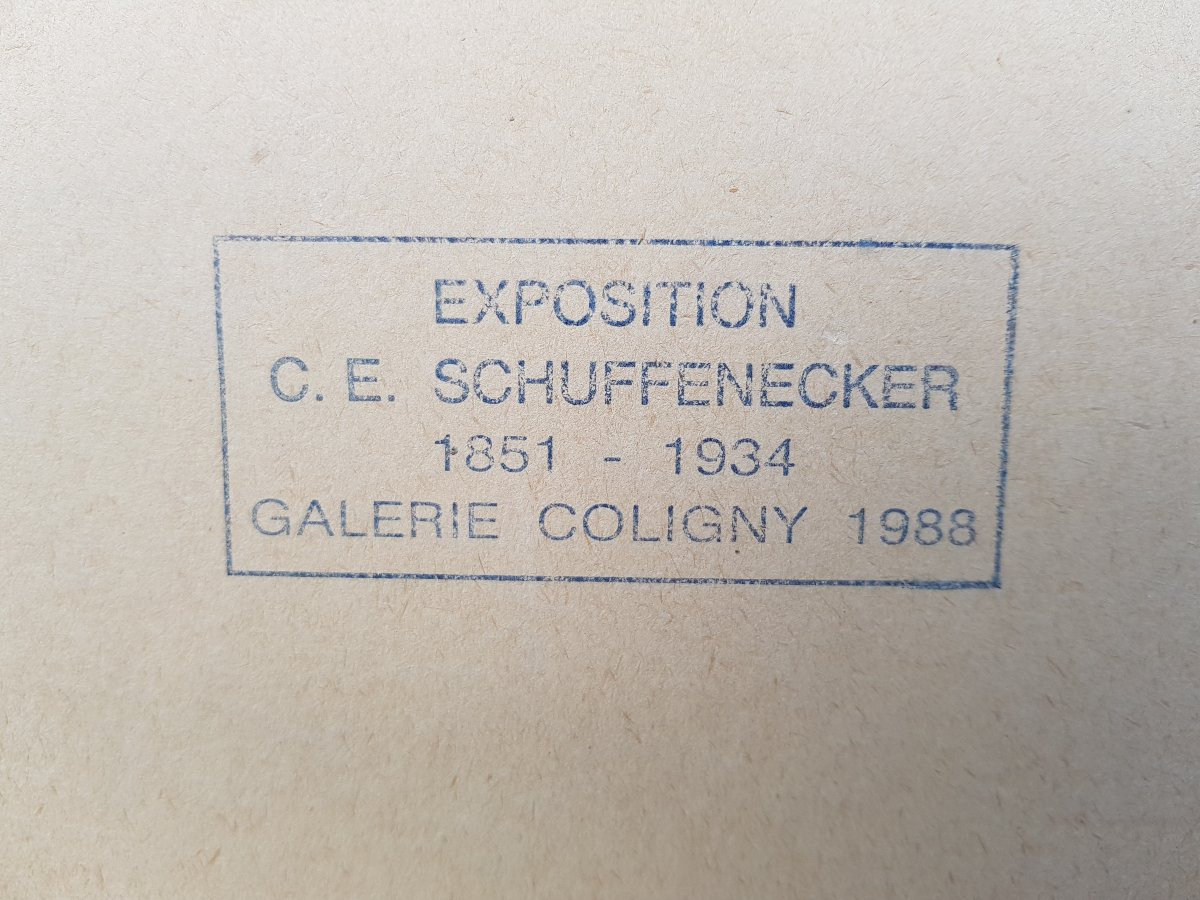 EXPOSITION
C. E. SCHUFFENECKER
1851 - 1934
GALERIE COLIGNY 1988